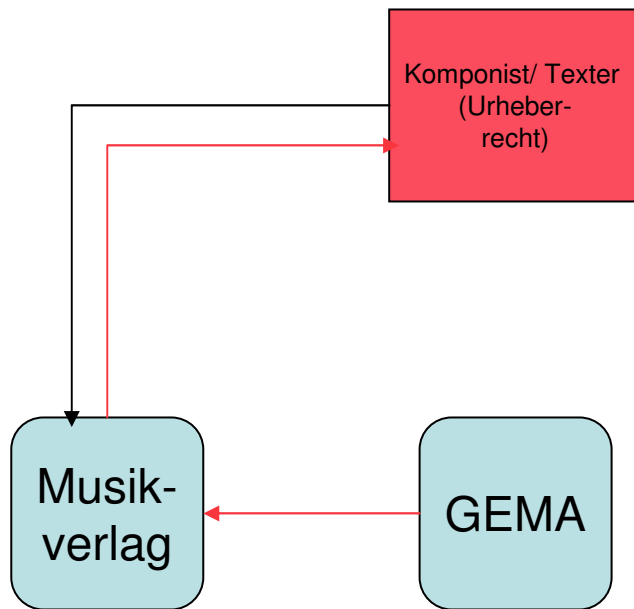 Komponist/ Texter
(Urheber-
recht)
Musik-
verlag
GEMA